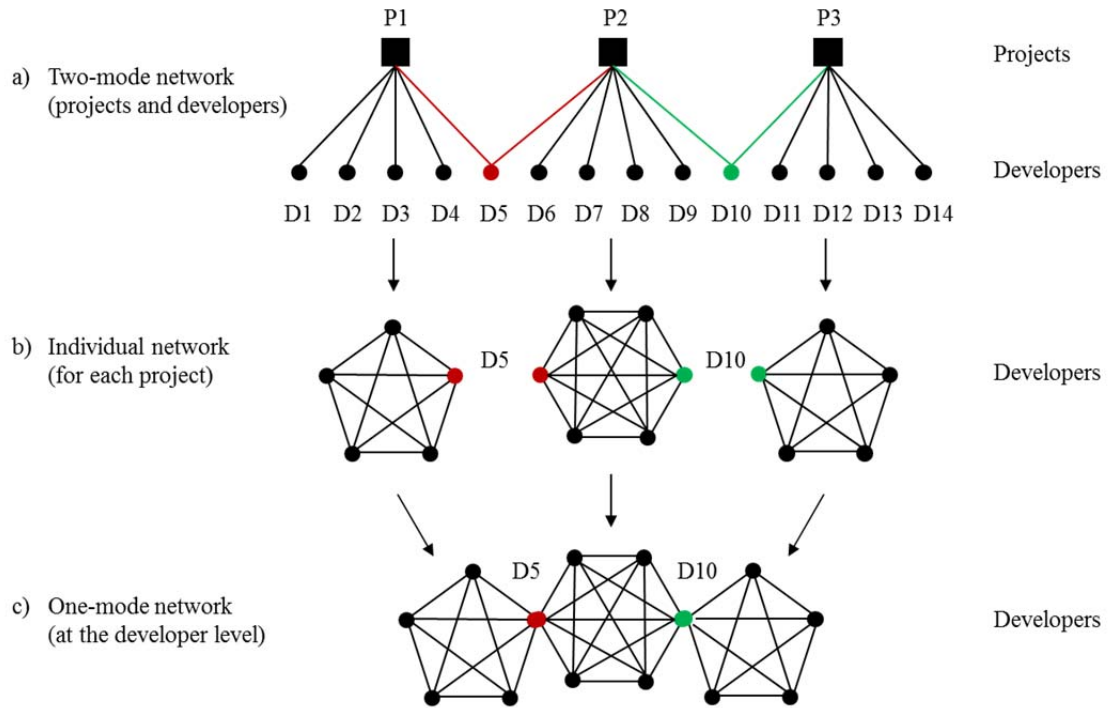 P1 P2 P3
a) Two-mode network Projects
(projects and developers)
Developers
D1 D2 D3 D4 D5 D6 D7 D8 D9 D10 D11 D12 D13 D14
b) Individual network D5 D10
(for each project) Developers
D5 D10
c) One-mode network Developers
(at the developer level)